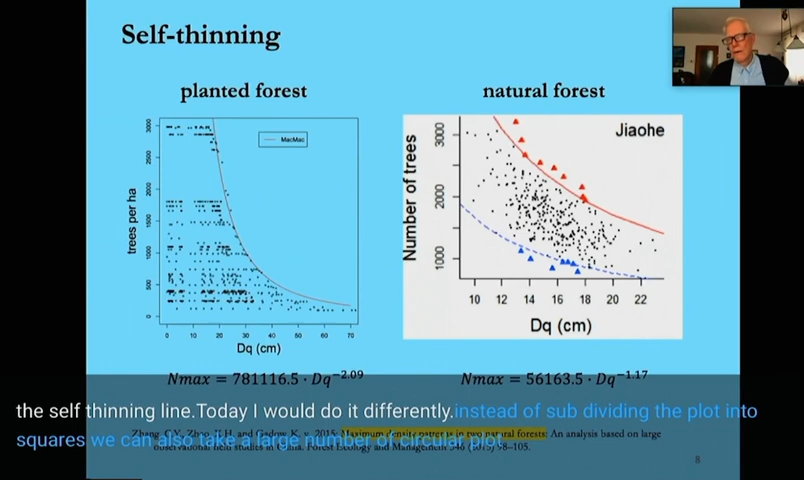 Self-thinning
planted forest
natural forest
trees per ha
3000
2500
2000
1500
1000
500
0
MacMac
0 10 20 30 40 50 60 70
Dq (cm)
Number of trees
3000
2000
1000
Jiaohe
10 12 14 16 18 20 22
Dq (cm)
Nmax = 781116.5 · Dq^−2.09
Nmax = 56163.5 · Dq^−1.17
the self thinning line.Today I would do it differently.instead of sub dividing the plot into
squares we can also take a large number of circular plot
Maximum density patterns in two natural forests: An analysis based on large
observational field studies in China. Forest Ecology and Management 346 (2015) 98–105.
8